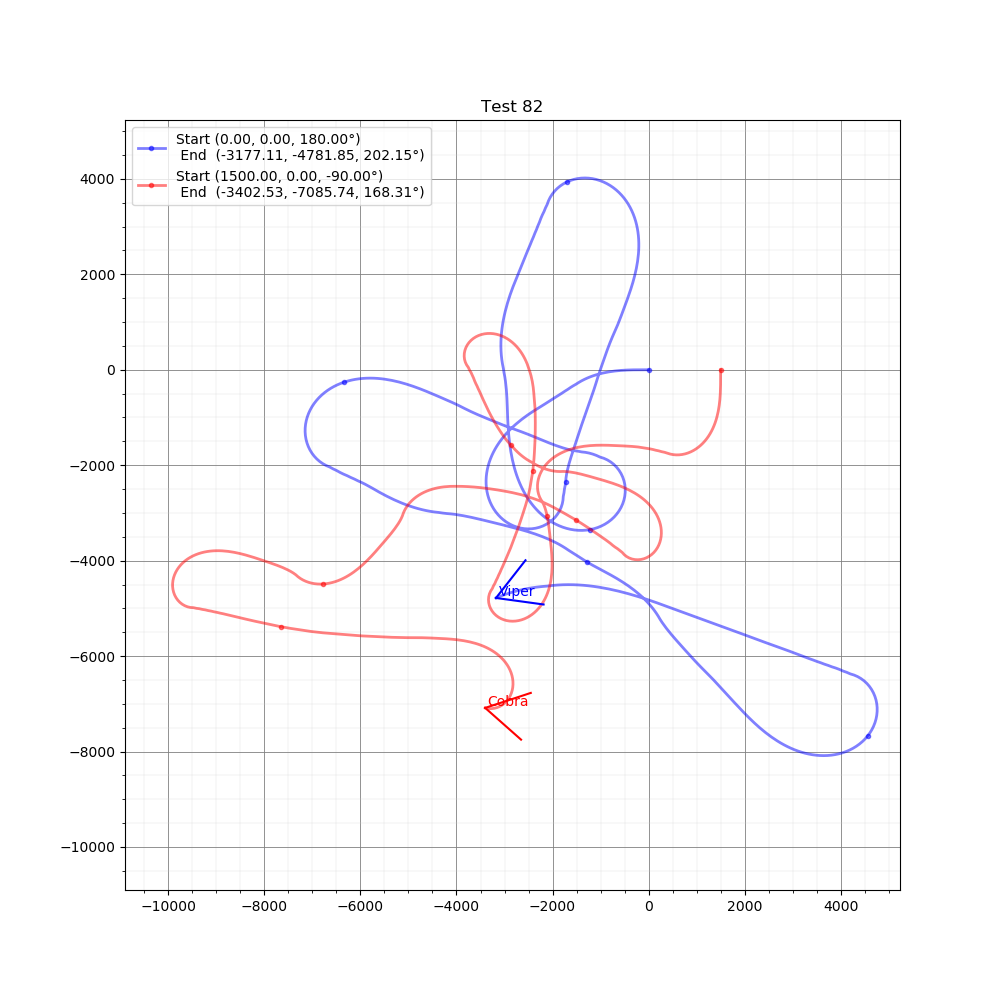 Test 82
Start (0.00, 0.00, 180.00°)
End (-3177.11, -4781.85, 202.15°)
Start (1500.00, 0.00, -90.00°)
End (-3402.53, -7085.74, 168.31°)
4000
2000
0
−2000
−4000
−6000
−8000
−10000
Viper
Cobra
−10000 −8000 −6000 −4000 −2000 0 2000 4000